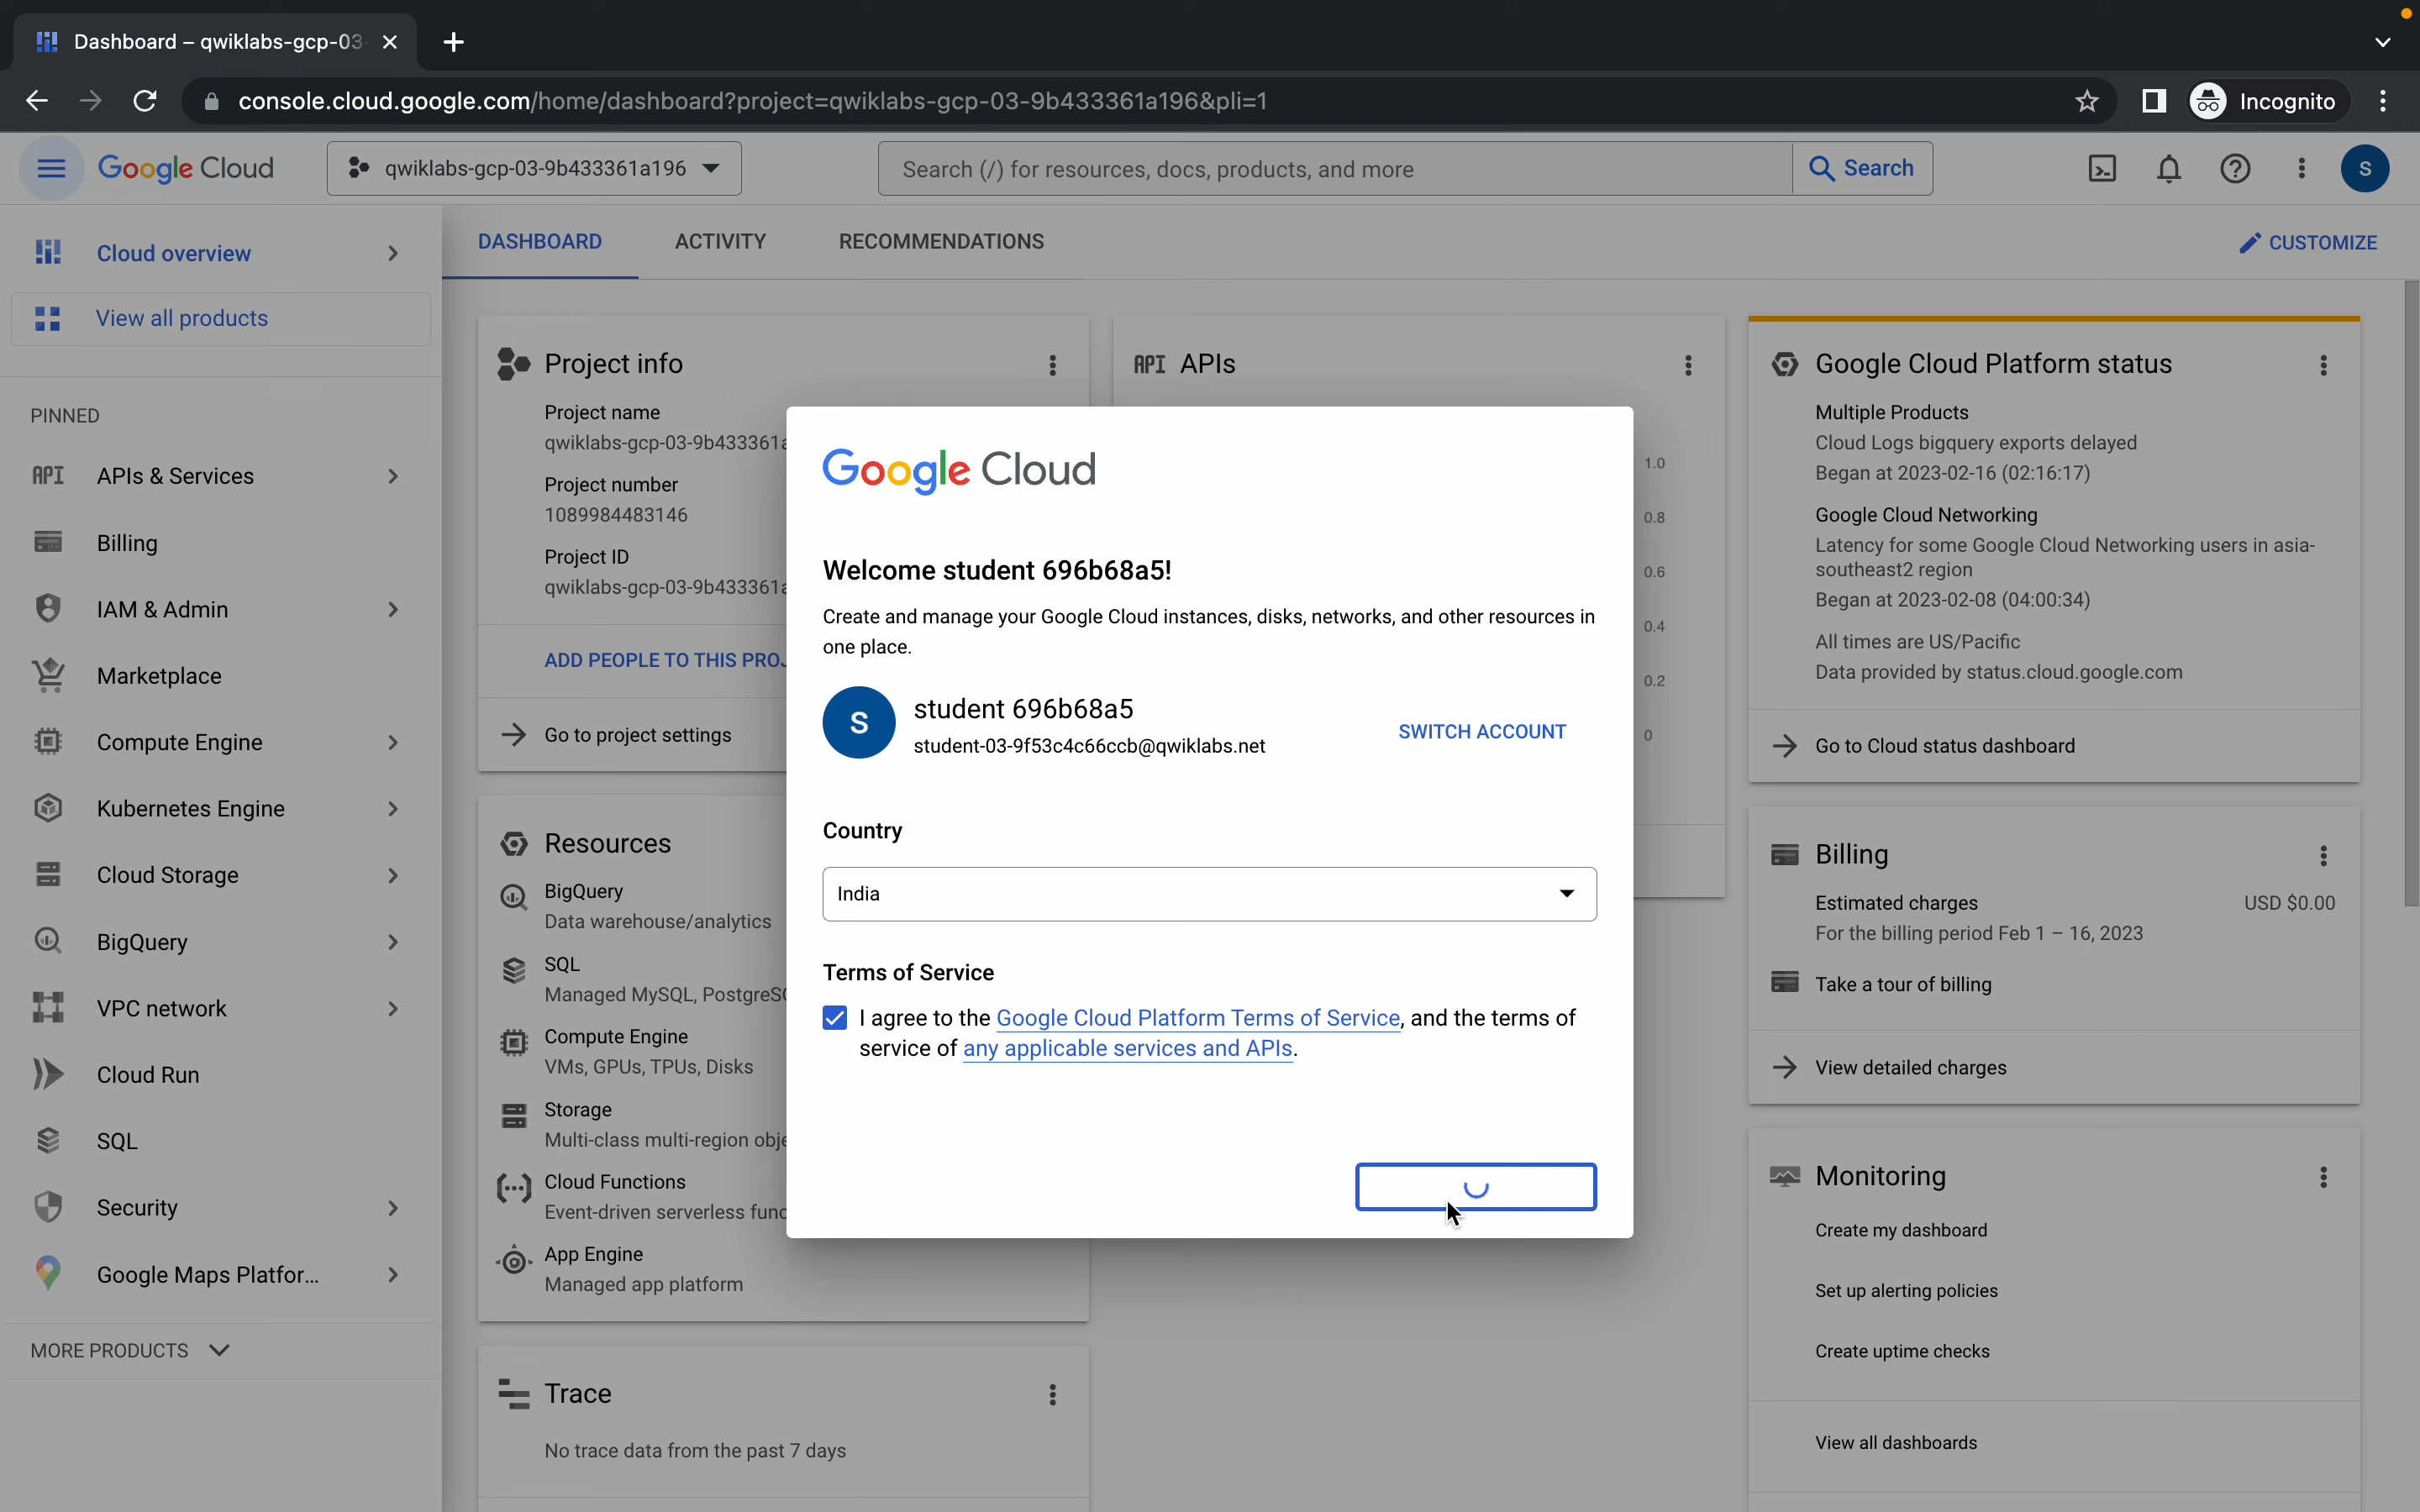 Dashboard – qwiklabs-gcp-03
console.cloud.google.com/home/dashboard?project=qwiklabs-gcp-03-9b433361a196&pli=1
Incognito
Google Cloud
qwiklabs-gcp-03-9b433361a196
Search (/) for resources, docs, products, and more
Search
S
Cloud overview
View all products
PINNED
API
APIs & Services
Billing
IAM & Admin
Marketplace
Compute Engine
Kubernetes Engine
Cloud Storage
BigQuery
VPC network
Cloud Run
SQL
Security
Google Maps Platfor...
MORE PRODUCTS
DASHBOARD
ACTIVITY
RECOMMENDATIONS
CUSTOMIZE
Project info
Project name
qwiklabs-gcp-03-9b433361a
Project number
1089984483146
Project ID
qwiklabs-gcp-03-9b433361a
ADD PEOPLE TO THIS PROJ
Go to project settings
Resources
BigQuery
Data warehouse/analytics
SQL
Managed MySQL, PostgreSQ
Compute Engine
VMs, GPUs, TPUs, Disks
Storage
Multi-class multi-region obje
Cloud Functions
Event-driven serverless func
App Engine
Managed app platform
Trace
No trace data from the past 7 days
API APIs
1.0
0.8
0.6
0.4
0.2
0
Google Cloud
Welcome student 696b68a5!
Create and manage your Google Cloud instances, disks, networks, and other resources in
one place.
S
student 696b68a5
student-03-9f53c4c66ccb@qwiklabs.net
SWITCH ACCOUNT
Country
India
Terms of Service
I agree to the Google Cloud Platform Terms of Service, and the terms of
service of any applicable services and APIs.
Google Cloud Platform status
Multiple Products
Cloud Logs bigquery exports delayed
Began at 2023-02-16 (02:16:17)
Google Cloud Networking
Latency for some Google Cloud Networking users in asia-
southeast2 region
Began at 2023-02-08 (04:00:34)
All times are US/Pacific
Data provided by status.cloud.google.com
Go to Cloud status dashboard
Billing
Estimated charges
USD $0.00
For the billing period Feb 1 – 16, 2023
Take a tour of billing
View detailed charges
Monitoring
Create my dashboard
Set up alerting policies
Create uptime checks
View all dashboards